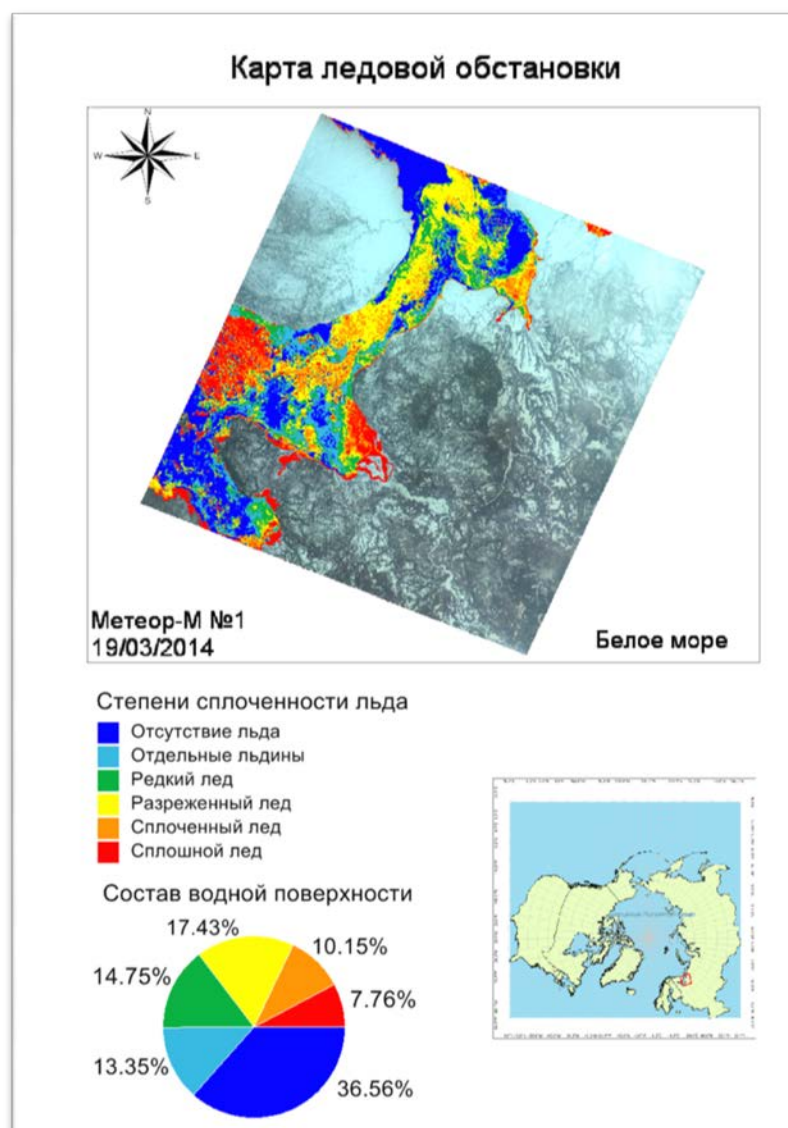 Карта ледовой обстановки
N
W
E
S
Метеор-М №1
19/03/2014
Белое море
Степени сплоченности льда
Отсутствие льда
Отдельные льдины
Редкий лед
Разреженный лед
Сплоченный лед
Сплошной лед
Состав водной поверхности
17.43%
10.15%
14.75%
7.76%
13.35%
36.56%